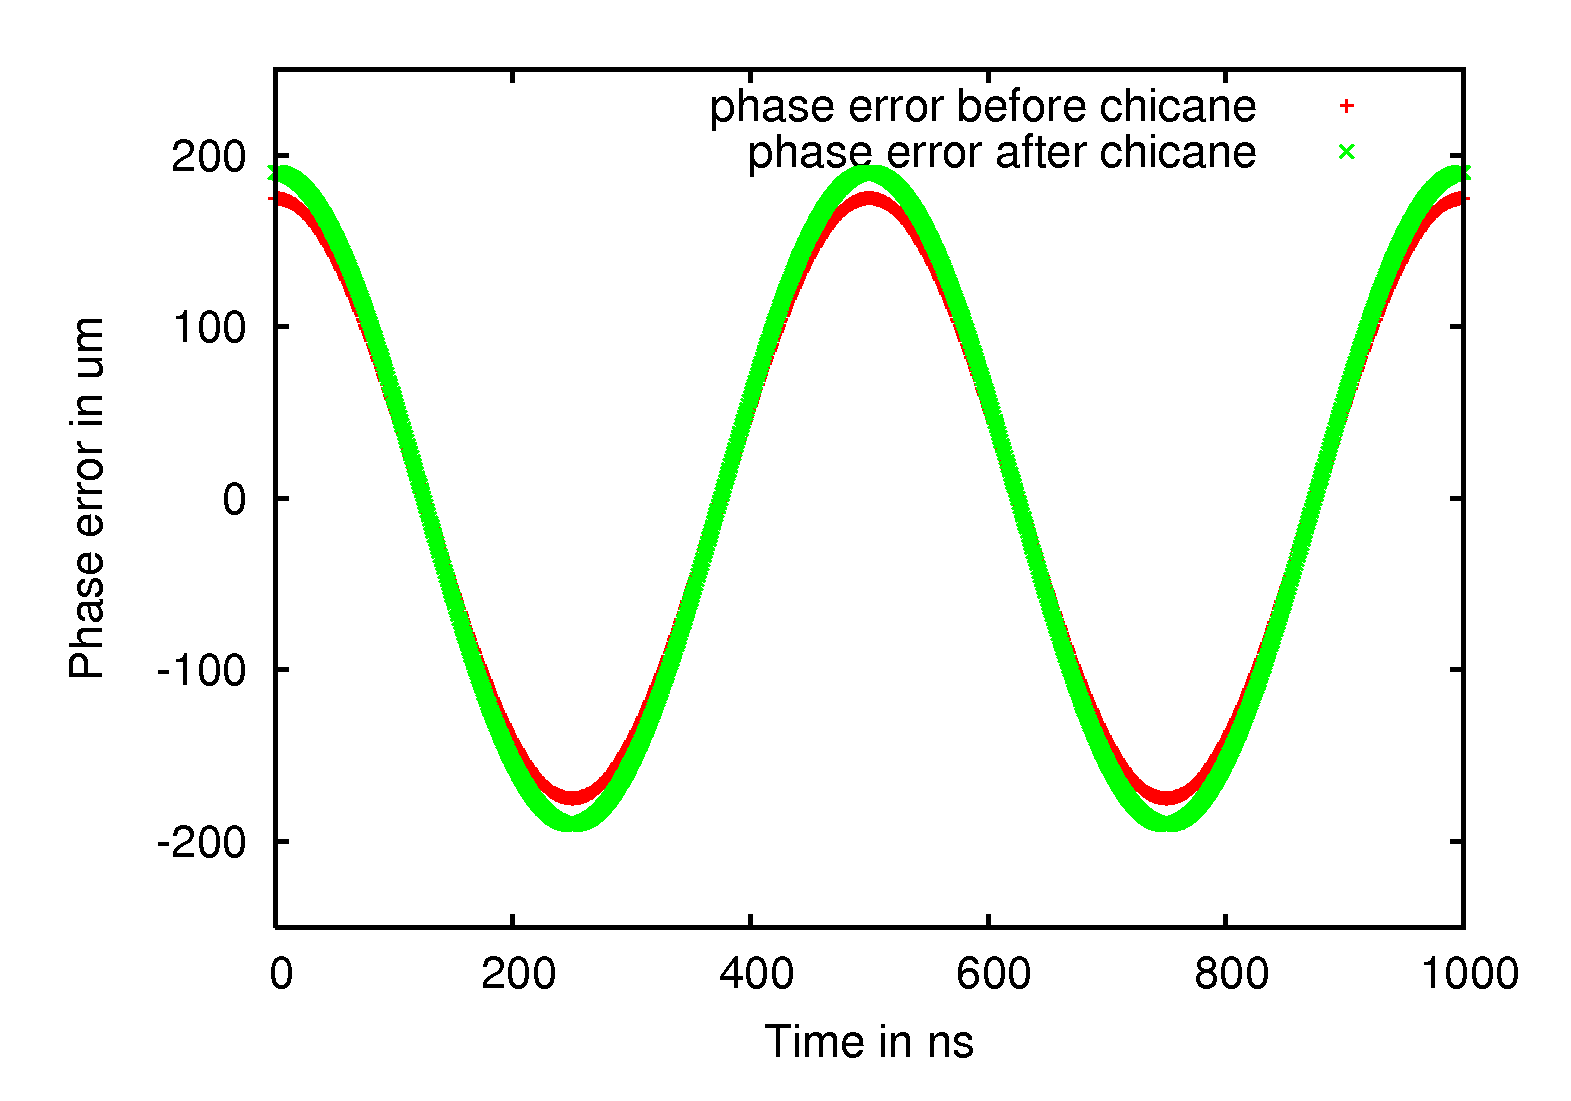 phase error before chicane
phase error after chicane
200
100
0
-100
-200
Phase error in um
0 200 400 600 800 1000
Time in ns